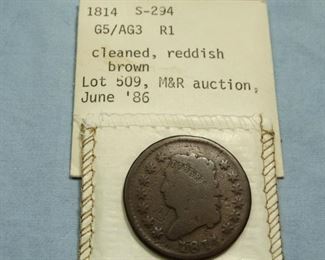 1814 S-294
G5/AG3 R1
cleaned, reddish
brown
Lot 509, M&R auction,
June '86